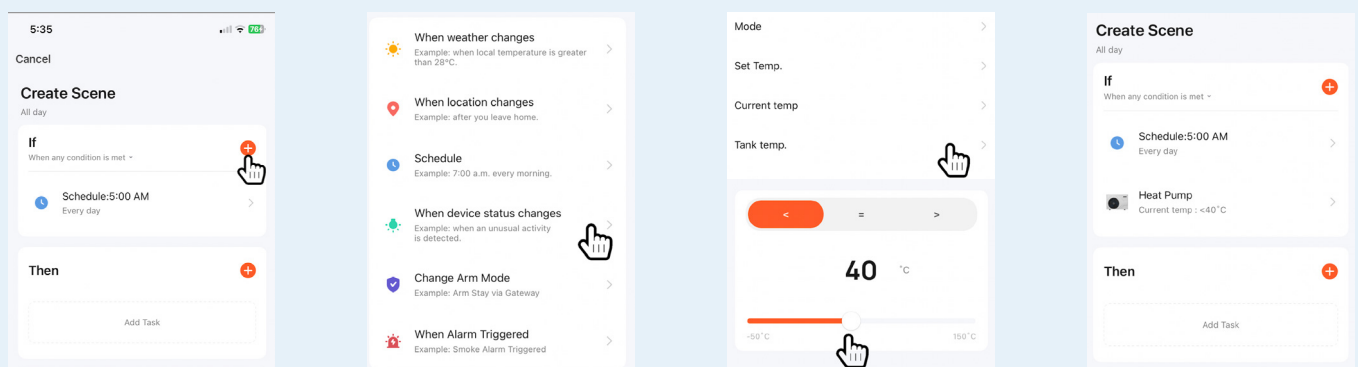 5:35
76
Cancel
Create Scene
All day
If
When any condition is met
Schedule:5:00 AM
Every day
Then
Add Task
When weather changes
Example: when local temperature is greater
than 28°C.
When location changes
Example: after you leave home.
Schedule
Example: 7:00 a.m. every morning.
When device status changes
Example: when an unusual activity
is detected.
Change Arm Mode
Example: Arm Stay via Gateway
When Alarm Triggered
Example: Smoke Alarm Triggered
Mode
Set Temp.
Current temp
Tank temp.
< = >
40 °C
-50°C 150°C
Create Scene
All day
If
When any condition is met
Schedule:5:00 AM
Every day
Heat Pump
Current temp : <40°C
Then
Add Task